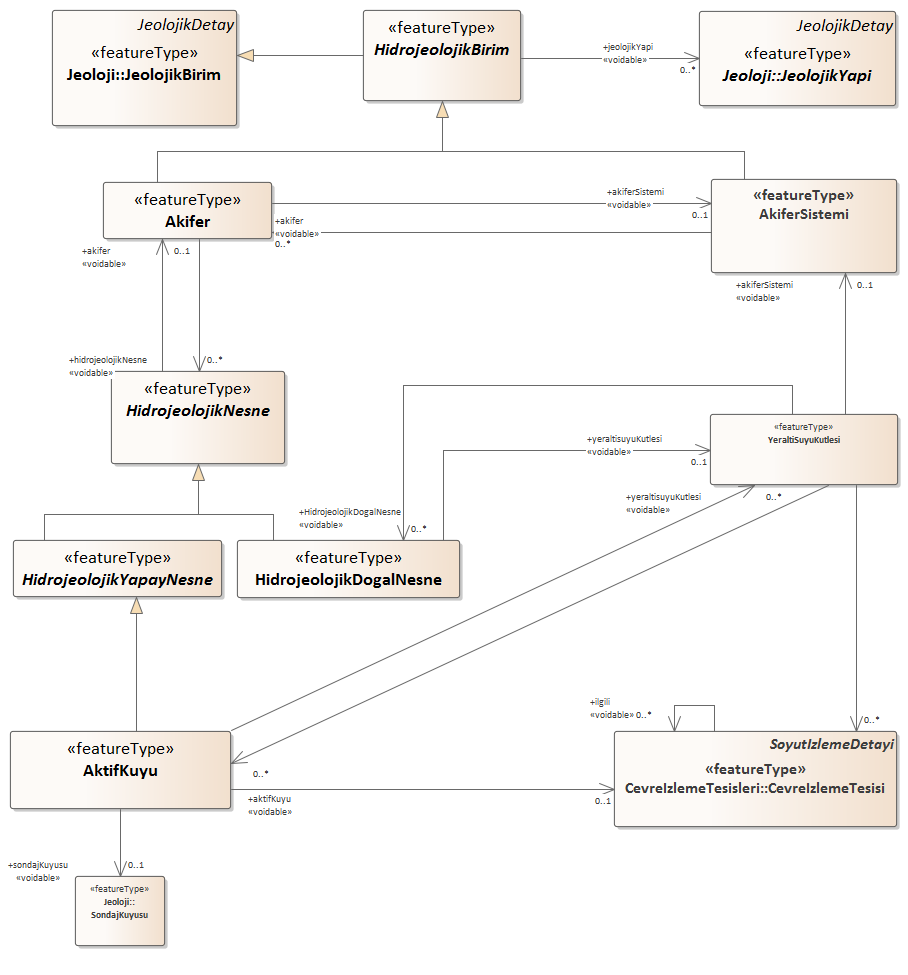 JeolojikDetay
«featureType»
Jeoloji::JeolojikBirim
«featureType»
HidrojeolojikBirim
+jeolojikYapi
«voidable»
0..*
JeolojikDetay
«featureType»
Jeoloji::JeolojikYapi
«featureType»
Akifer
+akiferSistemi
«voidable»
0..1
+akifer
«voidable»
0..*
«featureType»
AkiferSistemi
+akifer
«voidable»
0..1
+akiferSistemi
«voidable»
0..1
+hidrojeolojikNesne
«voidable»
0..*
«featureType»
HidrojeolojikNesne
«featureType»
YeraltiSuyuKutlesi
+yeraltisuyuKutlesi
«voidable»
0..1
+yeraltisuyuKutlesi
«voidable»
0..*
+HidrojeolojikDogalNesne
«voidable»
0..*
«featureType»
HidrojeolojikYapayNesne
«featureType»
HidrojeolojikDogalNesne
+ilgili
«voidable» 0..*
0..*
«featureType»
AktifKuyu
0..*
+aktifKuyu
«voidable»
0..1
SoyutIzlemeDetayi
«featureType»
CevreIzlemeTesisleri::CevreIzlemeTesisi
+sondajKuyusu
«voidable»
0..1
«featureType»
Jeoloji::
SondajKuyusu